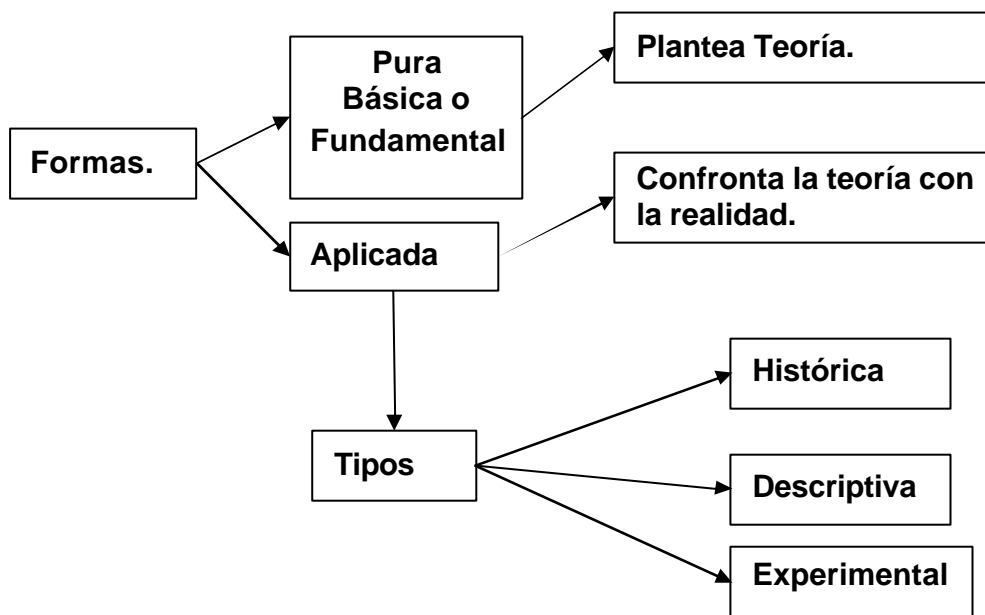 Formas.
Pura
Básica o
Fundamental
Plantea Teoría.
Aplicada
Confronta la teoría con
la realidad.
Tipos
Histórica
Descriptiva
Experimental